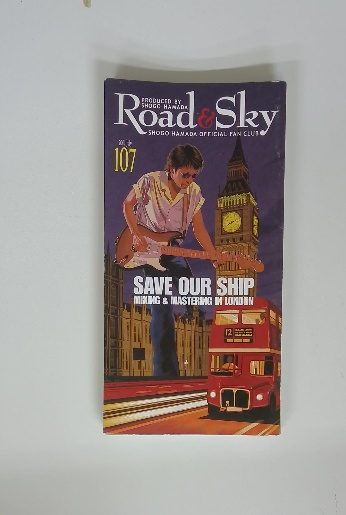 PRODUCED BY
SHOGO HAMADA
Road & Sky
SHOGO HAMADA OFFICIAL FAN CLUB
107
SAVE OUR SHIP
MIXING & MASTERING IN LONDON